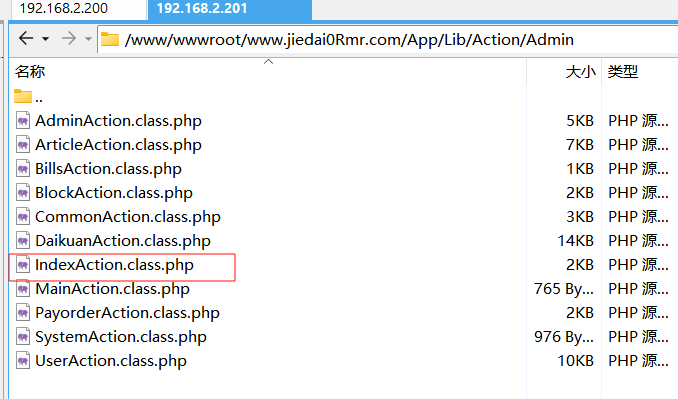 192.168.2.200 192.168.2.201
/www/wwwroot/www.jiedai0Rmr.com/App/Lib/Action/Admin
名称 大小 类型
..
AdminAction.class.php 5KB PHP 源...
ArticleAction.class.php 7KB PHP 源...
BillsAction.class.php 1KB PHP 源...
BlockAction.class.php 2KB PHP 源...
CommonAction.class.php 3KB PHP 源...
DaikuanAction.class.php 14KB PHP 源...
IndexAction.class.php 2KB PHP 源...
MainAction.class.php 765 By... PHP 源...
PayorderAction.class.php 2KB PHP 源...
SystemAction.class.php 976 By... PHP 源...
UserAction.class.php 10KB PHP 源...